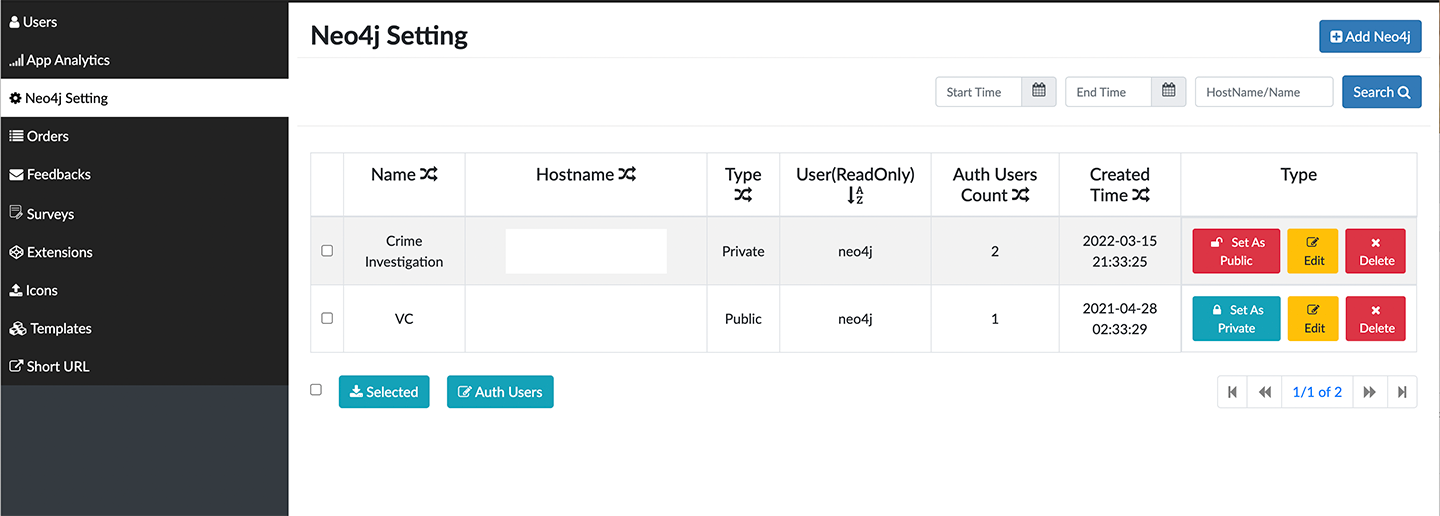 Users
App Analytics
Neo4j Setting
Orders
Feedbacks
Surveys
Extensions
Icons
Templates
Short URL
Neo4j Setting
Add Neo4j
Start Time
End Time
HostName/Name
Search
Name
Hostname
Type
User(ReadOnly)
Auth Users
Count
Created
Time
Type
Crime
Investigation
Private
neo4j
2
2022-03-15
21:33:25
Set As
Public
Edit
Delete
VC
Public
neo4j
1
2021-04-28
02:33:29
Set As
Private
Edit
Delete
Selected
Auth Users
1/1 of 2